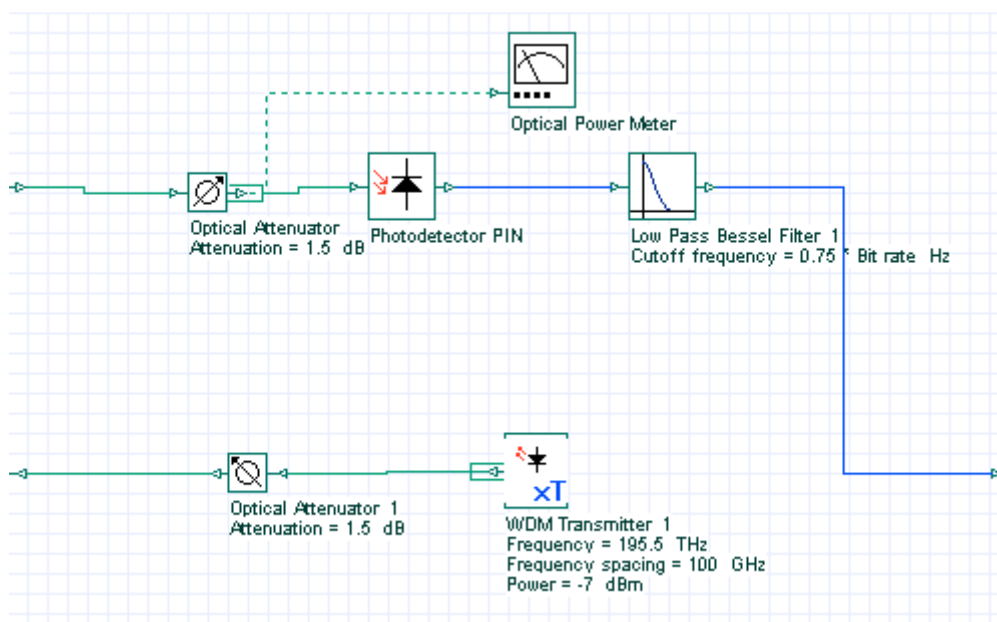 Optical Power Meter
Optical Attenuator
Attenuation = 1.5 dB
Photodetector PIN
Low Pass Bessel Filter 1
Cutoff frequency = 0.75 * Bit rate Hz
xT
Optical Attenuator 1
Attenuation = 1.5 dB
WDM Transmitter 1
Frequency = 195.5 THz
Frequency spacing = 100 GHz
Power = -7 dBm